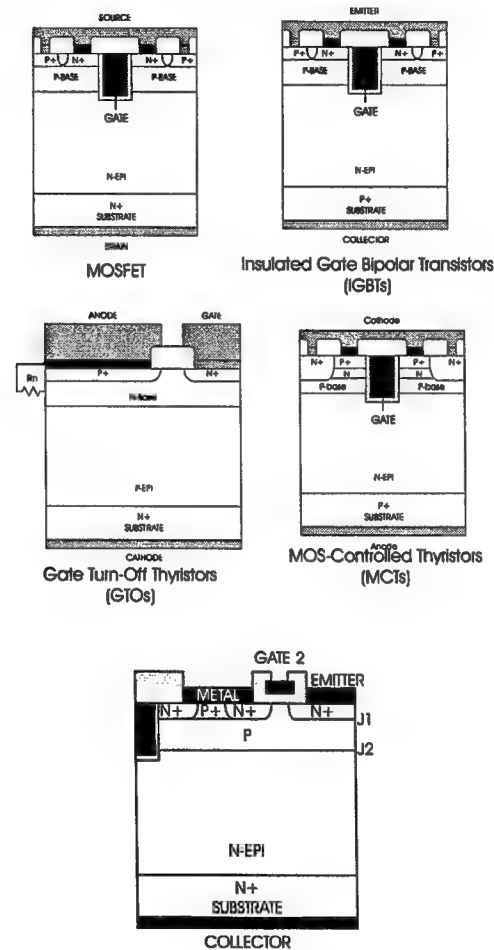 SOURCE
P+ N+ N+ P+
P-BASE P-BASE
GATE
N-EPI
N+
SUBSTRATE
DRAIN
MOSFET
EMITTER
P+ N+ N+ P+
P-BASE P-BASE
GATE
N-EPI
P+
SUBSTRATE
COLLECTOR
Insulated Gate Bipolar Transistors
(IGBTs)
ANODE GATE
Rn
P+ N+
N-BASE
P-EPI
N+
SUBSTRATE
CATHODE
Gate Turn-Off Thyristors
(GTOs)
Cathode
N+ P+ P+ N+
N N
P-base P-base
GATE
N-EPI
P+
SUBSTRATE
Anode
MOS-Controlled Thyristors
(MCTs)
GATE 2
EMITTER
METAL
N+ P+ N+ N+
J1
P
J2
N-EPI
N+
SUBSTRATE
COLLECTOR